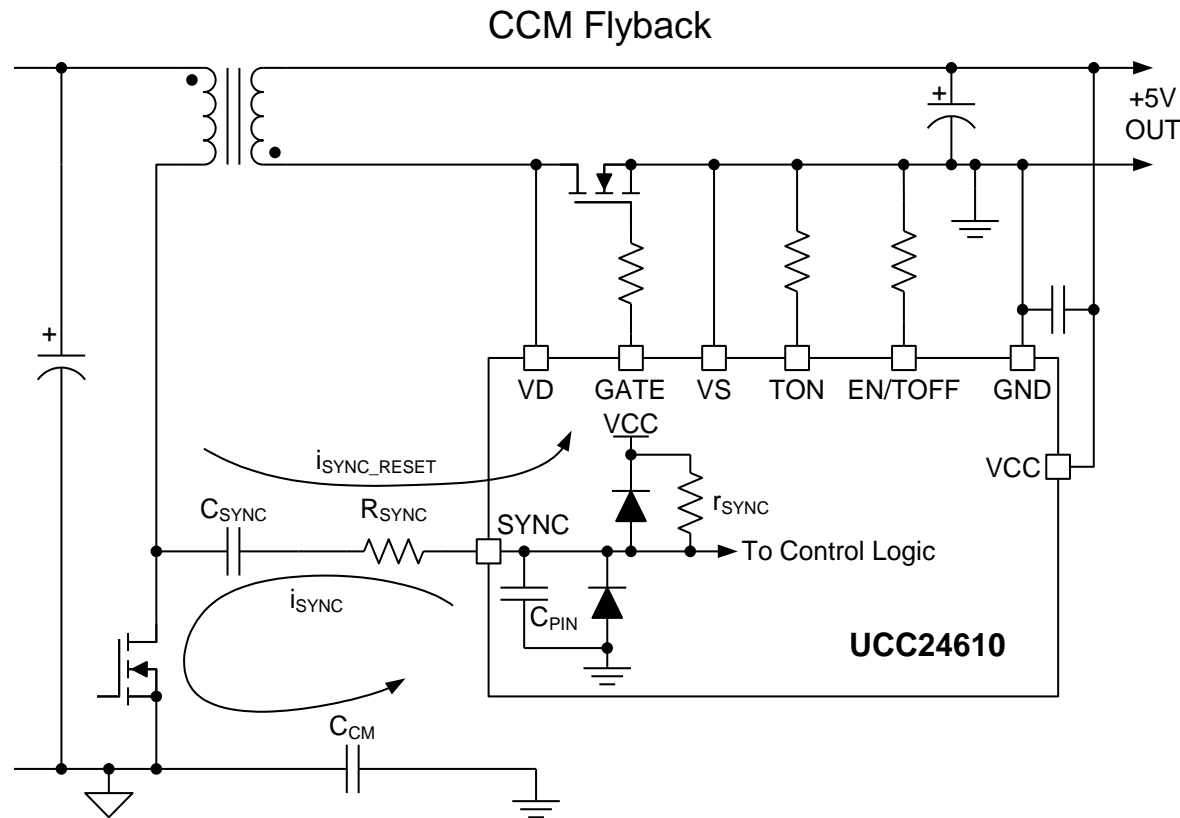 CCM Flyback
+
+5V
OUT
+
VD
GATE
VS
TON
EN/TOFF
GND
VCC
VCC
iSYNC_RESET
CSYNC
RSYNC
SYNC
rSYNC
To Control Logic
iSYNC
CPIN
UCC24610
CCM